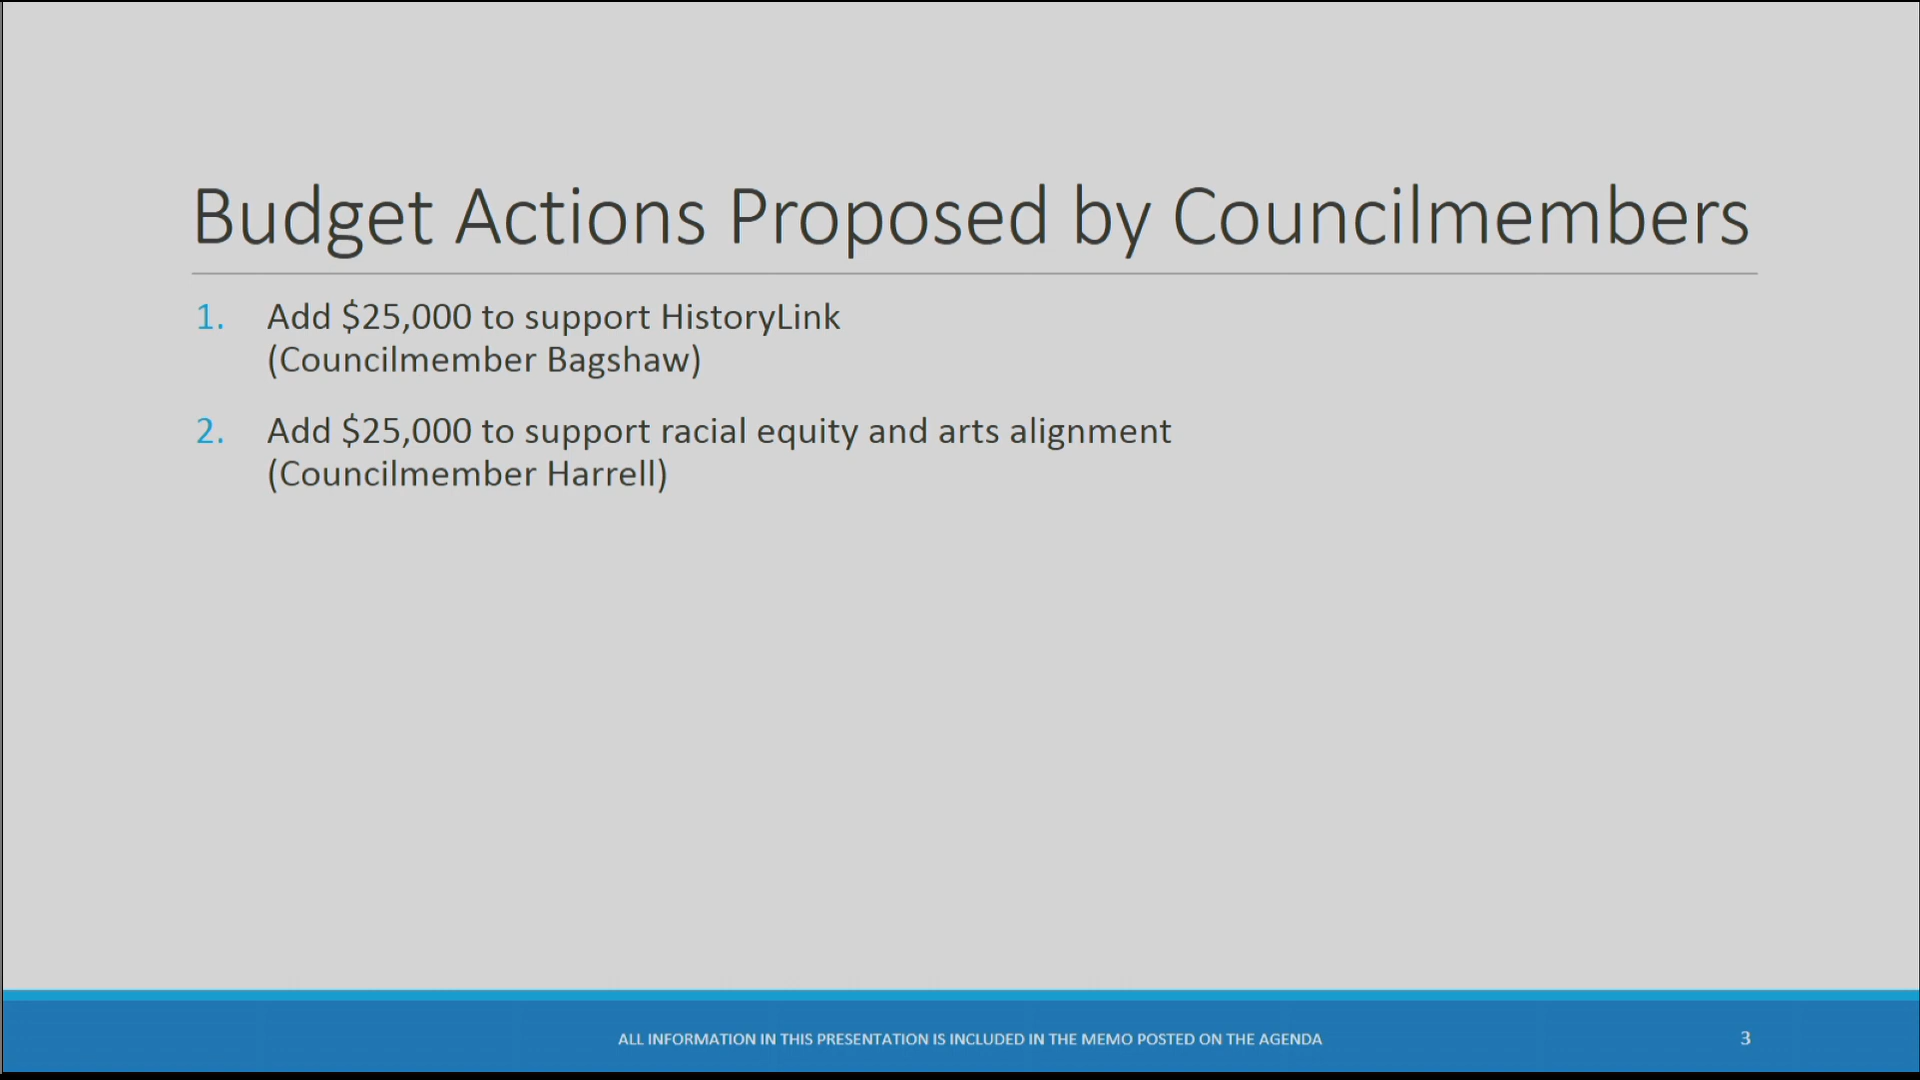 Budget Actions Proposed by Councilmembers
1. Add $25,000 to support HistoryLink
(Councilmember Bagshaw)
2. Add $25,000 to support racial equity and arts alignment
(Councilmember Harrell)
ALL INFORMATION IN THIS PRESENTATION IS INCLUDED IN THE MEMO POSTED ON THE AGENDA
3